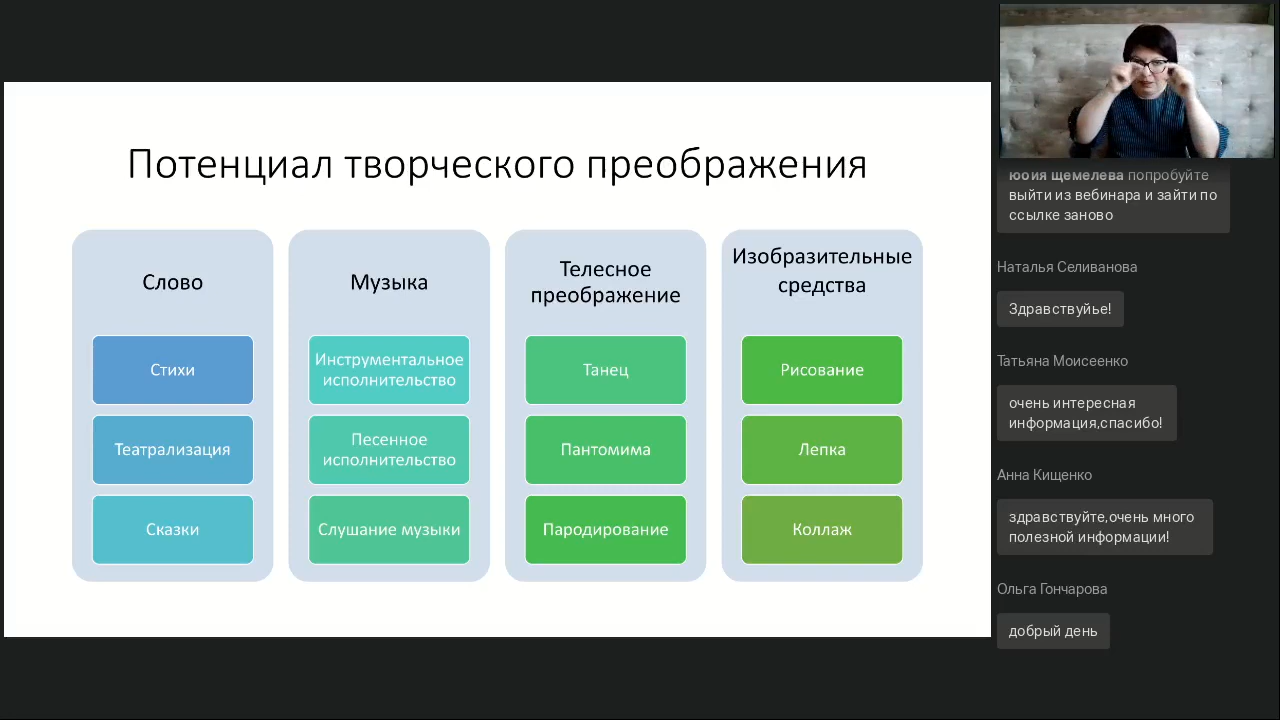 Потенциал творческого преображения
Слово
Стихи
Театрализация
Сказки
Музыка
Инструментальное
исполнительство
Песенное
исполнительство
Слушание музыки
Телесное
преображение
Танец
Пантомима
Пародирование
Изобразительные
средства
Рисование
Лепка
Коллаж
щемелева попробуйте
выйти из вебинара и зайти по
ссылке заново
Наталья Селиванова
Здравствуйье!
Татьяна Моисеенко
очень интересная
информация,спасибо!
Анна Кищенко
здравствуйте,очень много
полезной информации!
Ольга Гончарова
добрый день